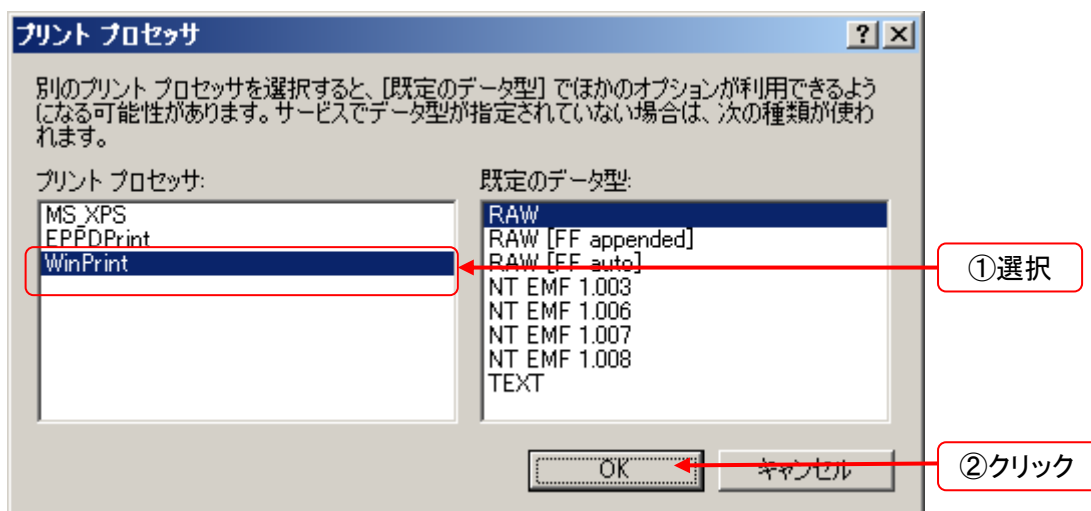 プリント プロセッサ
別のプリント プロセッサを選択すると、[既定のデータ型] でほかのオプションが利用できるよう
になる可能性があります。サービスでデータ型が指定されていない場合は、次の種類が使わ
れます。
プリント プロセッサ:
既定のデータ型:
MS_XPS
EPPDPrint
WinPrint
RAW
RAW [FF appended]
RAW [FF auto]
NT EMF 1.003
NT EMF 1.006
NT EMF 1.007
NT EMF 1.008
TEXT
①選択
OK
キャンセル
②クリック